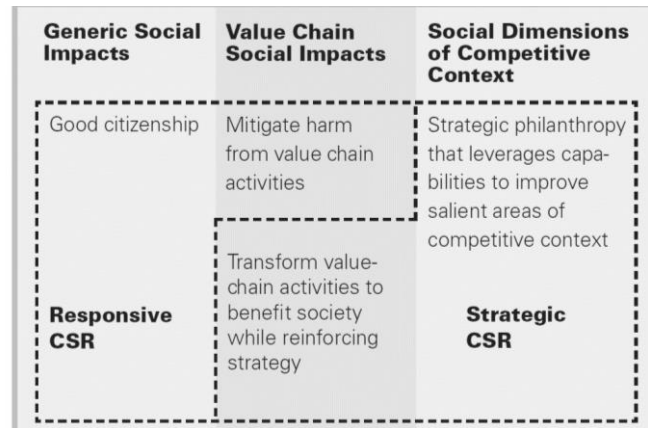 Generic Social
Impacts
Value Chain
Social Impacts
Social Dimensions
of Competitive
Context
Good citizenship
Mitigate harm
from value chain
activities
Strategic philanthropy
that leverages capa-
bilities to improve
salient areas of
competitive context
Transform value-
chain activities to
benefit society
while reinforcing
strategy
Responsive
CSR
Strategic
CSR